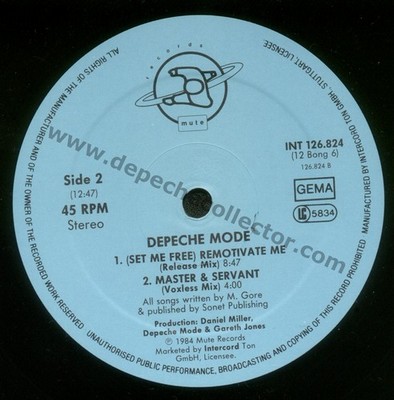 records
mute
INT 126.824
(12 Bong 6)
126.824 B
Side 2
(12:47)
45 RPM
Stereo
GEMA
LC 5834
DEPECHE MODE
1. (SET ME FREE) REMOTIVATE ME
(Release Mix) 8:47
2. MASTER & SERVANT
(Voxless Mix) 4:00
All songs written by M. Gore
& published by Sonet Publishing
Production: Daniel Miller,
Depeche Mode & Gareth Jones
℗ 1984 Mute Records
Marketed by Intercord Ton
GmbH, Licensee.
ALL RIGHTS OF THE MANUFACTURER AND OF THE OWNER OF THE RECORDED WORK RESERVED
UNAUTHORISED PUBLIC PERFORMANCE, BROADCASTING AND COPYING OF THIS RECORD PROHIBITED
MANUFACTURED BY INTERCORD TON GMBH, STUTTGART, LICENSEE
www.depechecollector.com